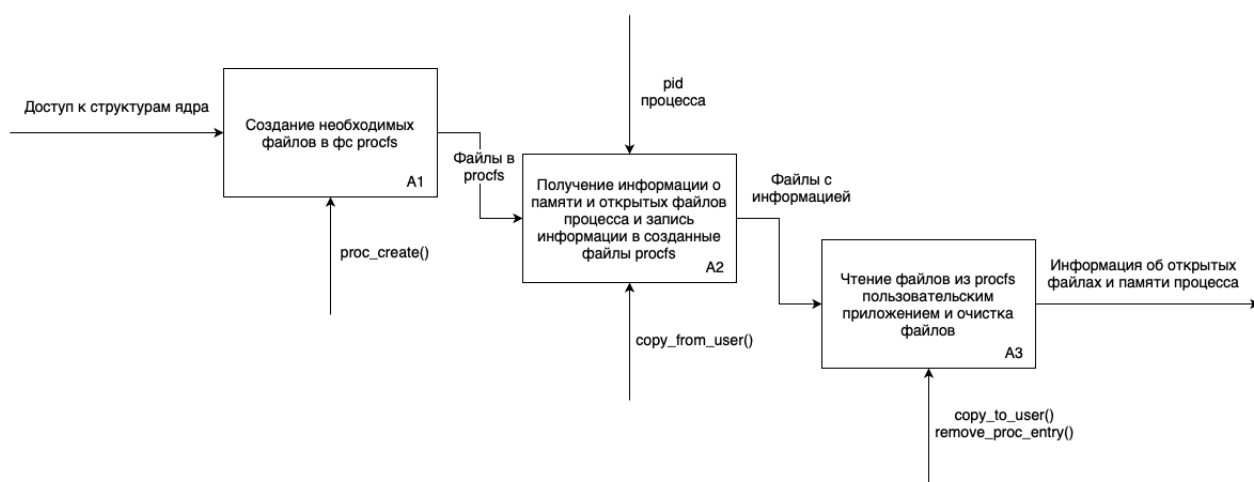 Доступ к структурам ядра
Создание необходимых
файлов в фс procfs
A1
proc_create()
Файлы в
procfs
pid
процесса
Получение информации о
памяти и открытых файлов
процесса и запись
информации в созданные
файлы procfs
A2
copy_from_user()
Файлы с
информацией
Чтение файлов из procfs
пользовательским
приложением и очистка
файлов
A3
copy_to_user()
remove_proc_entry()
Информация об открытых
файлах и памяти процесса